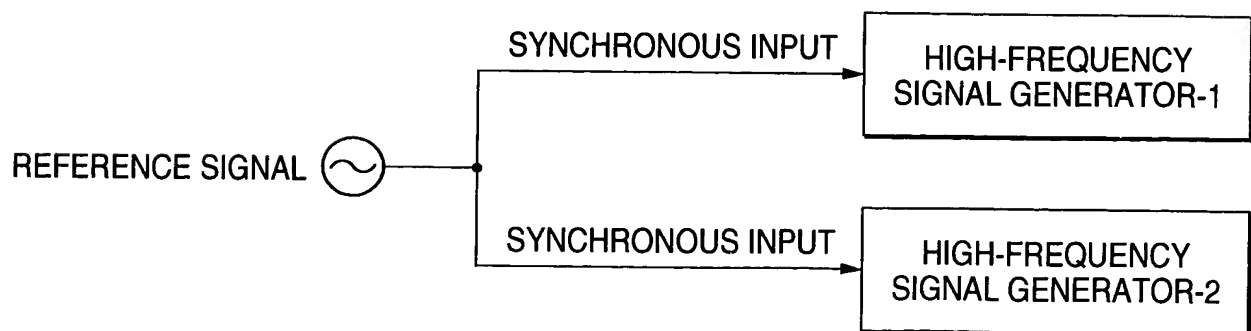 SYNCHRONOUS INPUT
HIGH-FREQUENCY
SIGNAL GENERATOR-1
REFERENCE SIGNAL
SYNCHRONOUS INPUT
HIGH-FREQUENCY
SIGNAL GENERATOR-2